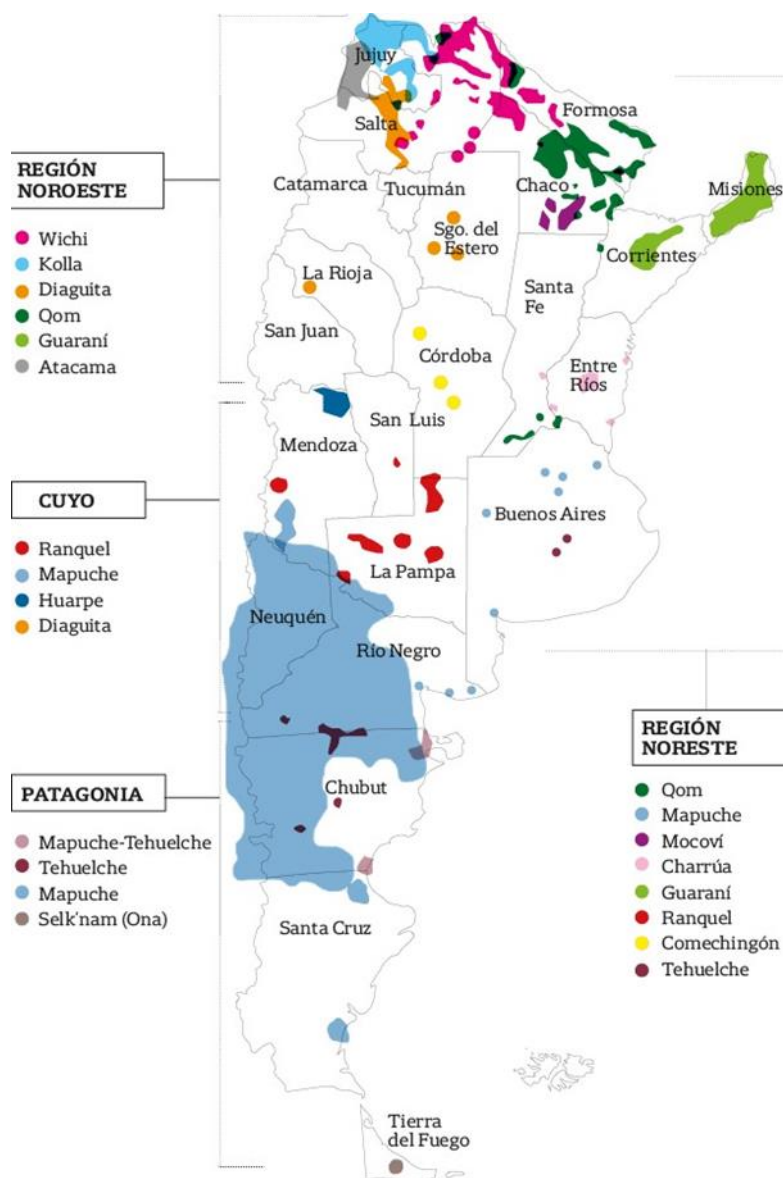 Jujuy
Formosa
Salta
REGIÓN
NOROESTE
Wichi
Kolla
Diaguita
Qom
Guaraní
Atacama
Catamarca
Tucumán
Chaco
Misiones
Sgo. del
Estero
Corrientes
La Rioja
Santa
Fe
San Juan
Córdoba
Entre
Ríos
San Luis
Mendoza
CUYO
Ranquel
Mapuche
Huarpe
Diaguita
Buenos Aires
La Pampa
Neuquén
Río Negro
REGIÓN
NORESTE
Qom
Mapuche
Mocoví
Charrúa
Guaraní
Ranquel
Comechingón
Tehuelche
PATAGONIA
Mapuche-Tehuelche
Tehuelche
Mapuche
Selk'nam (Ona)
Chubut
Santa Cruz
Tierra
del Fuego